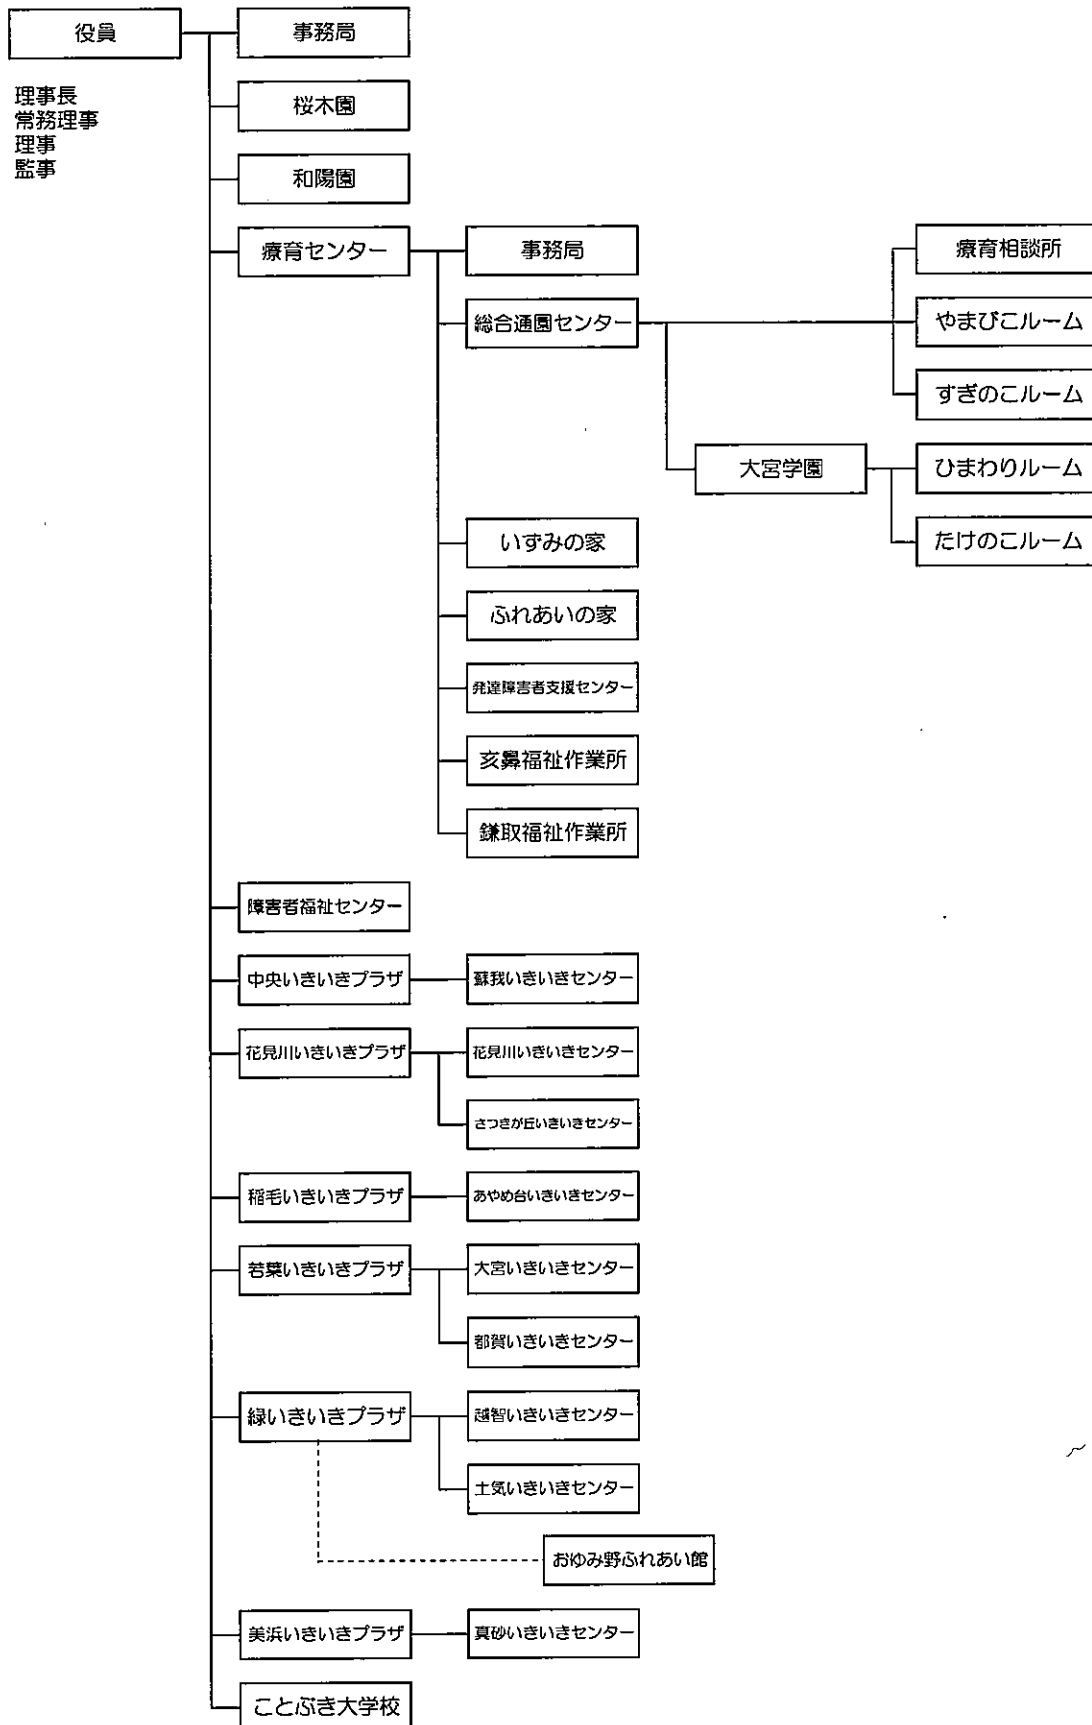 役員
事務局
理事長
常務理事
理事
監事
桜木園
和陽園
療育センター
事務局
療育相談所
総合通園センター
やまびこルーム
すぎのこルーム
大宮学園
ひまわりルーム
たけのこルーム
いずみの家
ふれあいの家
発達障害者支援センター
亥鼻福祉作業所
鎌取福祉作業所
障害者福祉センター
中央いきいきプラザ
蘇我いきいきセンター
花見川いきいきプラザ
花見川いきいきセンター
さつきが丘いきいきセンター
稲毛いきいきプラザ
あやめ台いきいきセンター
若葉いきいきプラザ
大宮いきいきセンター
都賀いきいきセンター
緑いきいきプラザ
越智いきいきセンター
土気いきいきセンター
おゆみ野ふれあい館
美浜いきいきプラザ
真砂いきいきセンター
ことぶき大学校